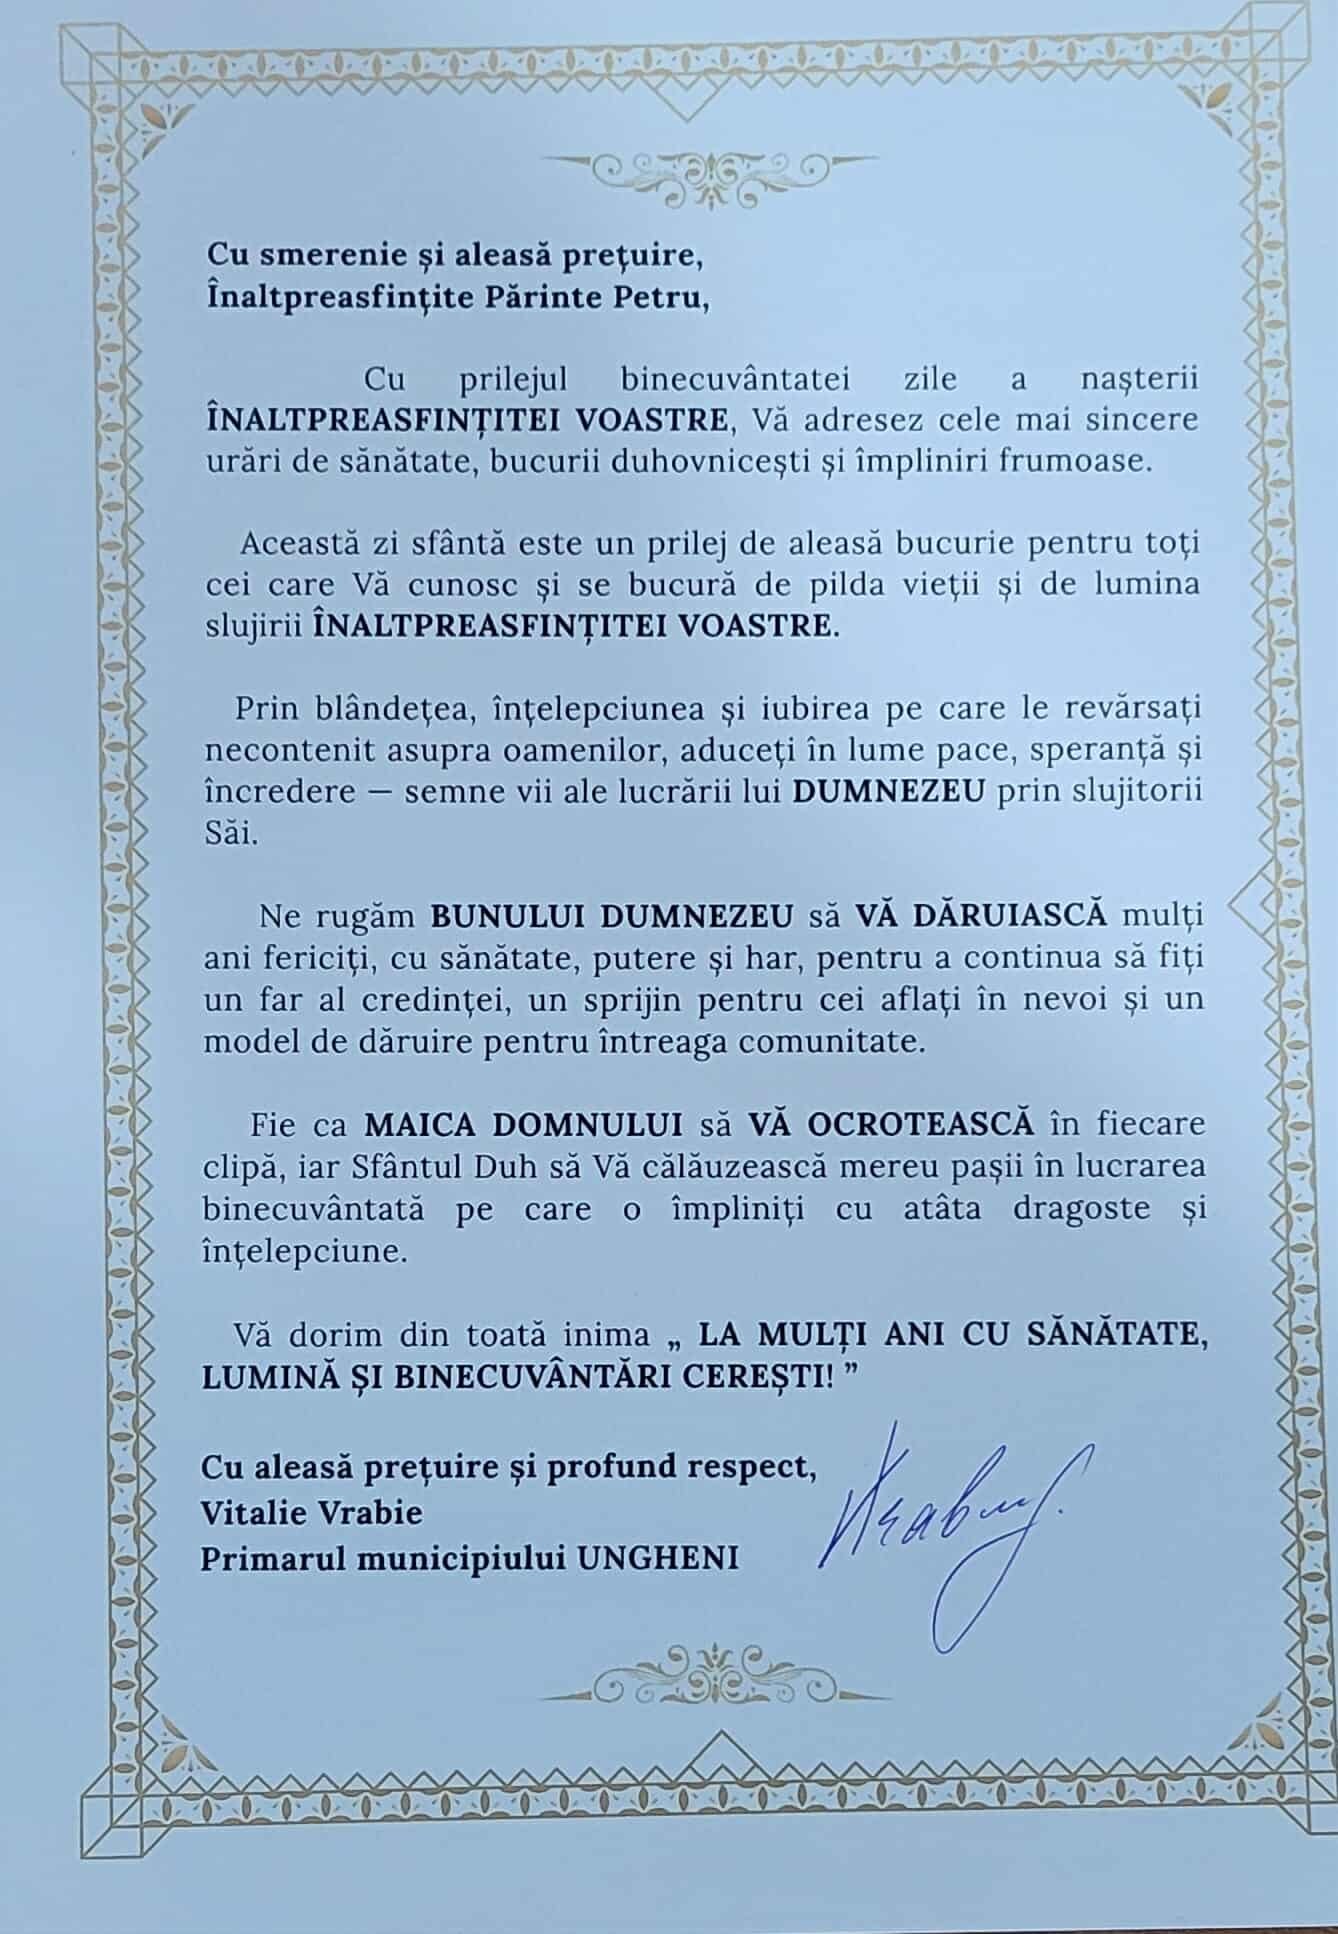 Cu smerenie și aleasă prețuire,
Înaltpreasfințite Părinte Petru,
Cu prilejul binecuvântatei zile a nașterii
ÎNALTPREASFINȚITEI VOASTRE, Vă adresez cele mai sincere
urări de sănătate, bucurii duhovnicești și împliniri frumoase.
Această zi sfântă este un prilej de aleasă bucurie pentru toți
cei care Vă cunosc și se bucură de pilda vieții și de lumina
slujirii ÎNALTPREASFINȚITEI VOASTRE.
Prin blândețea, înțelepciunea și iubirea pe care le revărsați
necontenit asupra oamenilor, aduceți în lume pace, speranță și
încredere — semne vii ale lucrării lui DUMNEZEU prin slujitorii
Săi.
Ne rugăm BUNULUI DUMNEZEU să VĂ DĂRUIASCĂ mulți
ani fericiți, cu sănătate, putere și har, pentru a continua să fiți
un far al credinței, un sprijin pentru cei aflați în nevoi și un
model de dăruire pentru întreaga comunitate.
Fie ca MAICA DOMNULUI să VĂ OCROTEASCĂ în fiecare
clipă, iar Sfântul Duh să Vă călăuzească mereu pașii în lucrarea
binecuvântată pe care o împliniți cu atâta dragoste și
înțelepciune.
Vă dorim din toată inima „ LA MULȚI ANI CU SĂNĂTATE,
LUMINĂ ȘI BINECUVÂNTĂRI CEREȘTI! ”
Cu aleasă prețuire și profund respect,
Vitalie Vrabie
Primarul municipiului UNGHENI